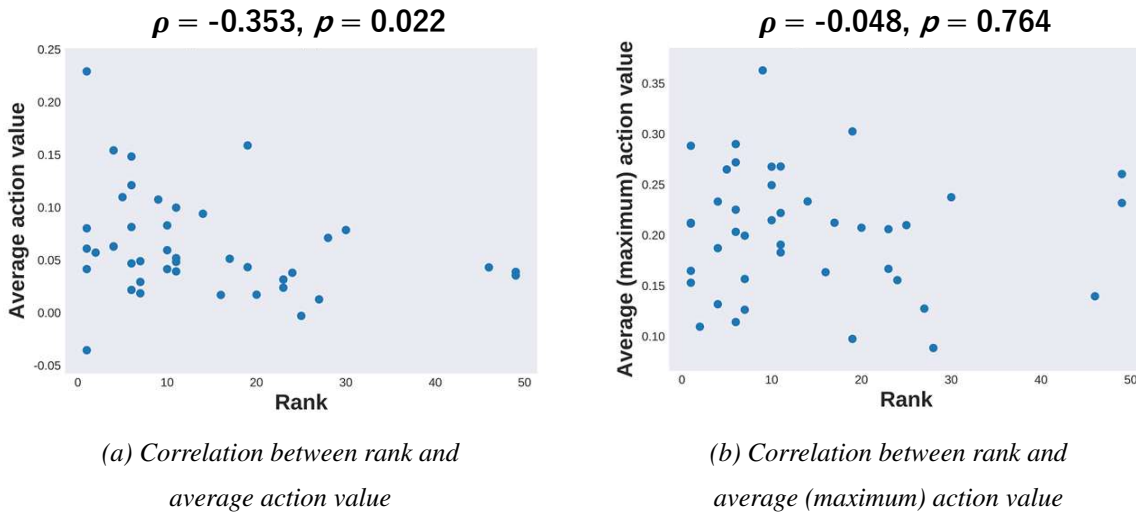 ρ = -0.353, p = 0.022
0.25
0.20
0.15
0.10
0.05
0.00
-0.05
Average action value
0 10 20 30 40 50
Rank
(a) Correlation between rank and
average action value
ρ = -0.048, p = 0.764
0.35
0.30
0.25
0.20
0.15
0.10
Average (maximum) action value
0 10 20 30 40 50
Rank
(b) Correlation between rank and
average (maximum) action value